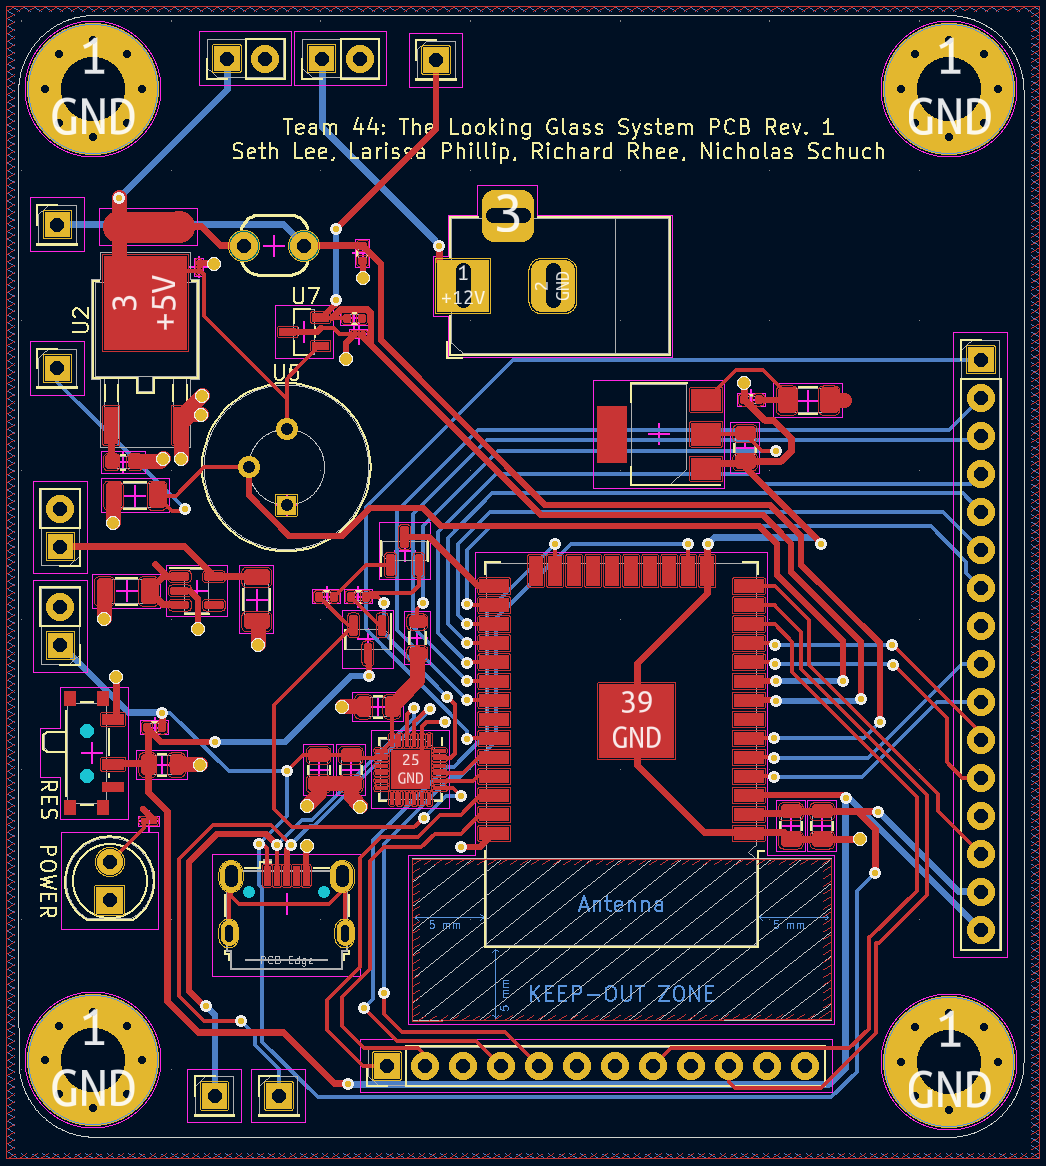 1
GND
1
GND
Team 44: The Looking Glass System PCB Rev. 1
Seth Lee, Larissa Phillip, Richard Rhee, Nicholas Schuch
3
1
+12V
2
GND
3
+5V
U2
U7
U5
39
GND
25
GND
RES
POWER
Antenna
5 mm
5 mm
PCB Edge
5 mm
KEEP-OUT ZONE
1
GND
1
GND